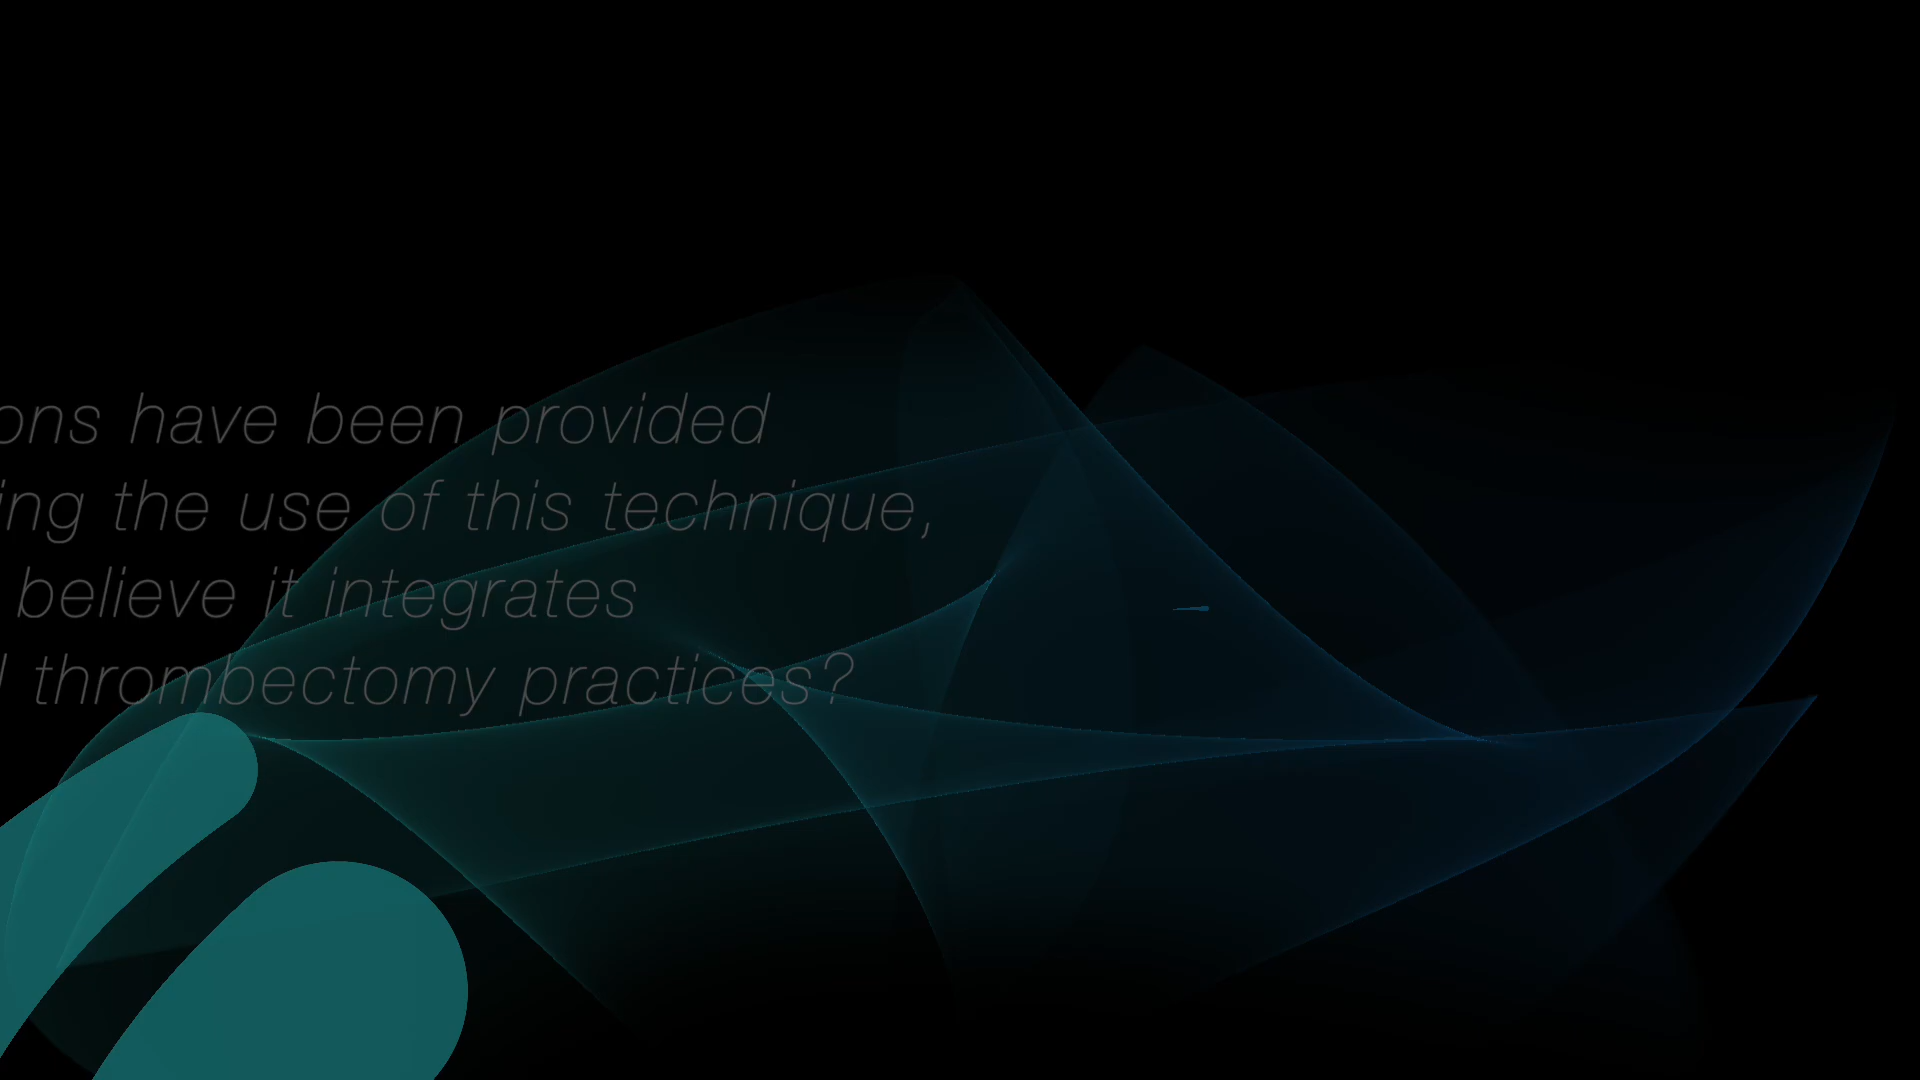 ons have been provided
ing the use of this technique,
believe it integrates
thrombectomy practices?